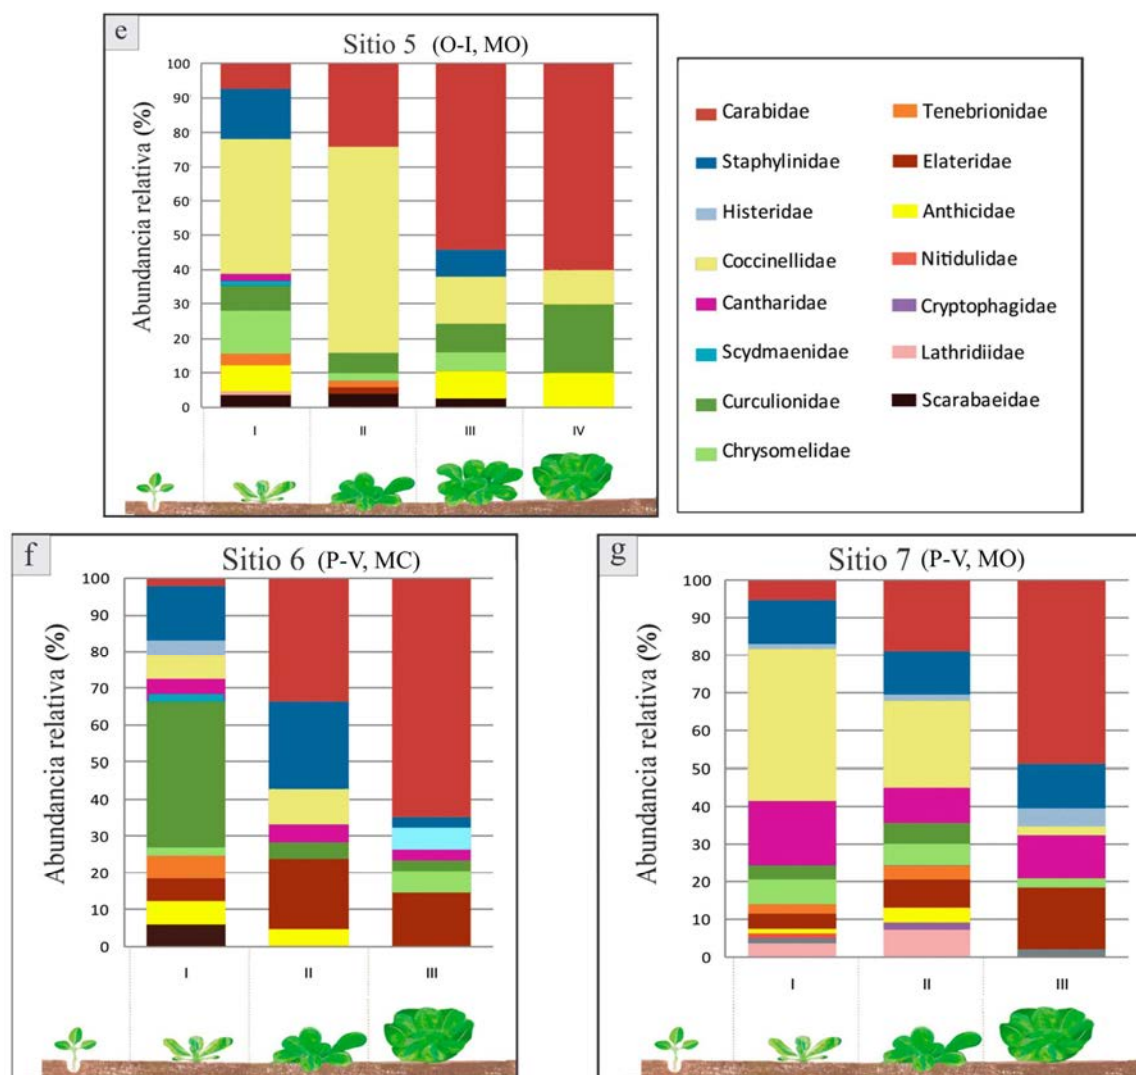 e
Sitio 5 (O-I, MO)
Abundancia relativa (%)
100
90
80
70
60
50
40
30
20
10
0
I II III IV
Carabidae
Staphylinidae
Histeridae
Coccinellidae
Cantharidae
Scydmaenidae
Curculionidae
Chrysomelidae
Tenebrionidae
Elateridae
Anthicidae
Nitidulidae
Cryptophagidae
Lathridiidae
Scarabaeidae
f
Sitio 6 (P-V, MC)
Abundancia relativa (%)
100
90
80
70
60
50
40
30
20
10
0
I II III
g
Sitio 7 (P-V, MO)
Abundancia relativa (%)
100
90
80
70
60
50
40
30
20
10
0
I II III